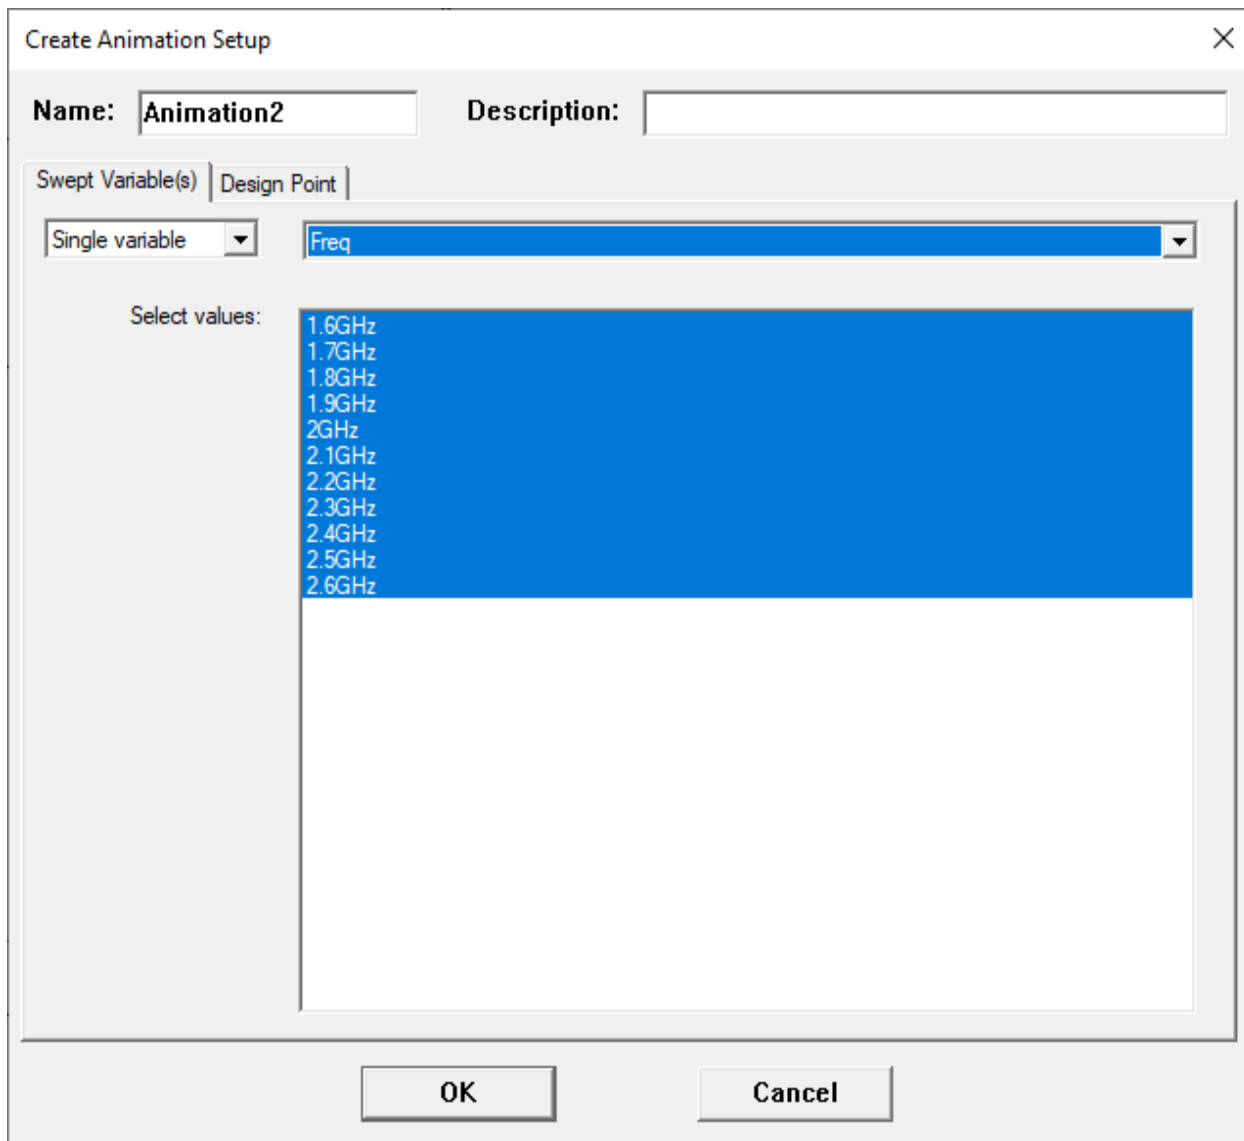 Create Animation Setup
Name: Animation2 Description:
Swept Variable(s) Design Point
Single variable Freq
Select values:
1.6GHz
1.7GHz
1.8GHz
1.9GHz
2GHz
2.1GHz
2.2GHz
2.3GHz
2.4GHz
2.5GHz
2.6GHz
OK Cancel